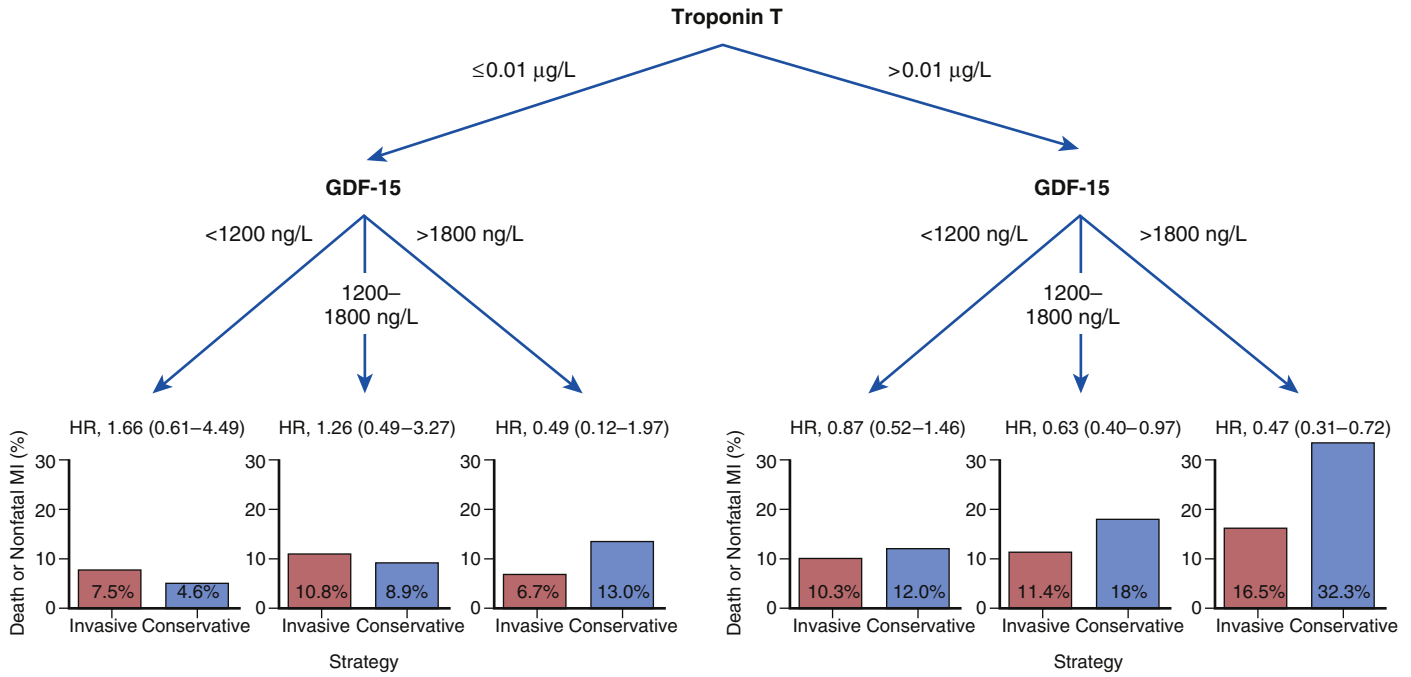 Troponin T
≤0.01 μg/L
>0.01 μg/L
GDF-15
GDF-15
<1200 ng/L
>1800 ng/L
<1200 ng/L
>1800 ng/L
1200–
1800 ng/L
1200–
1800 ng/L
HR, 1.66 (0.61–4.49)
HR, 1.26 (0.49–3.27)
HR, 0.49 (0.12–1.97)
HR, 0.87 (0.52–1.46)
HR, 0.63 (0.40–0.97)
HR, 0.47 (0.31–0.72)
Death or Nonfatal MI (%)
30
20
10
0
7.5%
4.6%
Invasive Conservative
30
20
10
0
10.8%
8.9%
Invasive Conservative
30
20
10
0
6.7%
13.0%
Invasive Conservative
Strategy
Death or Nonfatal MI (%)
30
20
10
0
10.3%
12.0%
Invasive Conservative
30
20
10
0
11.4%
18%
Invasive Conservative
30
20
10
0
16.5%
32.3%
Invasive Conservative
Strategy